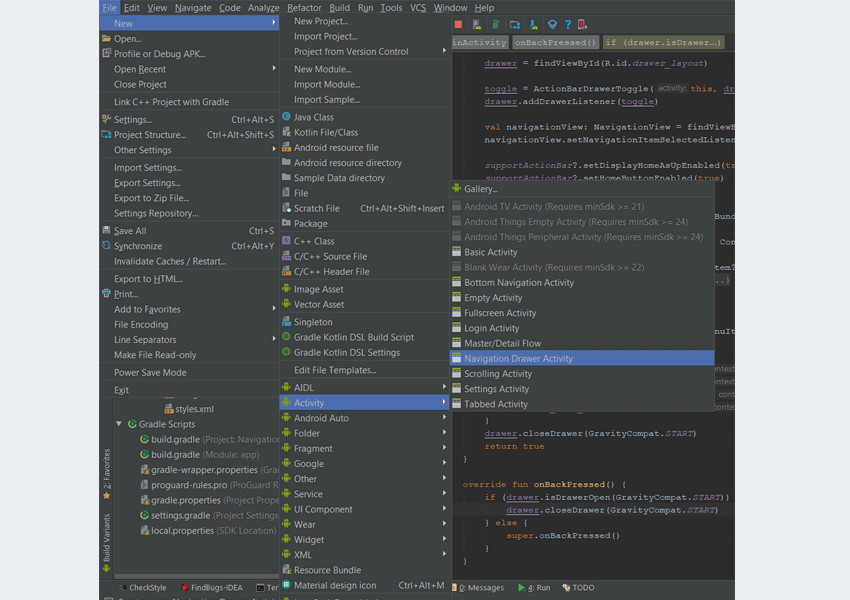 File Edit View Navigate Code Analyze Refactor Build Run Tools VCS Window Help
New
Open...
Profile or Debug APK...
Open Recent
Close Project
Link C++ Project with Gradle
Settings... Ctrl+Alt+S
Project Structure... Ctrl+Alt+Shift+S
Other Settings
Import Settings...
Export Settings...
Export to Zip File...
Settings Repository...
Save All Ctrl+S
Synchronize Ctrl+Alt+Y
Invalidate Caches / Restart...
Export to HTML...
Print...
Add to Favorites
File Encoding
Line Separators
Make File Read-only
Power Save Mode
Exit
styles.xml
Gradle Scripts
build.gradle (Project: Navigation
build.gradle (Module: app)
gradle-wrapper.properties (Gra
proguard-rules.pro (ProGuard R
gradle.properties (Project Prope
settings.gradle (Project Settings
local.properties (SDK Location)
2: Favorites
Build Variants
New Project...
Import Project...
Project from Version Control
New Module...
Import Module...
Import Sample...
Java Class
Kotlin File/Class
Android resource file
Android resource directory
Sample Data directory
File
Scratch File Ctrl+Alt+Shift+Insert
Package
C++ Class
C/C++ Source File
C/C++ Header File
Image Asset
Vector Asset
Singleton
Gradle Kotlin DSL Build Script
Gradle Kotlin DSL Settings
Edit File Templates...
AIDL
Activity
Android Auto
Folder
Fragment
Google
Other
Service
UI Component
Wear
Widget
XML
Resource Bundle
Material design icon Ctrl+Alt+M
Gallery...
Android TV Activity (Requires minSdk >= 21)
Android Things Empty Activity (Requires minSdk >= 24)
Android Things Peripheral Activity (Requires minSdk >= 24)
Basic Activity
Blank Wear Activity (Requires minSdk >= 22)
Bottom Navigation Activity
Empty Activity
Fullscreen Activity
Login Activity
Master/Detail Flow
Navigation Drawer Activity
Scrolling Activity
Settings Activity
Tabbed Activity
inActivity onBackPressed() if (drawer.isDrawer...)
drawer = findViewById(R.id.drawer_layout)
toggle = ActionBarDrawerToggle( activity: this, dr
drawer.addDrawerListener(toggle)
val navigationView: NavigationView = findViewB
navigationView.setNavigationItemSelectedListen
supportActionBar?.setDisplayHomeAsUpEnabled(tr
supportActionBar?.setHomeButtonEnabled(true)
Bund
Con
tem?
..}
nuIt
ontext
cont
ontext
}
drawer.closeDrawer(GravityCompat.START)
return true
}
override fun onBackPressed() {
if (drawer.isDrawerOpen(GravityCompat.START))
drawer.closeDrawer(GravityCompat.START)
} else {
super.onBackPressed()
}
}
CheckStyle FindBugs-IDEA Ter 0: Messages 4: Run TODO